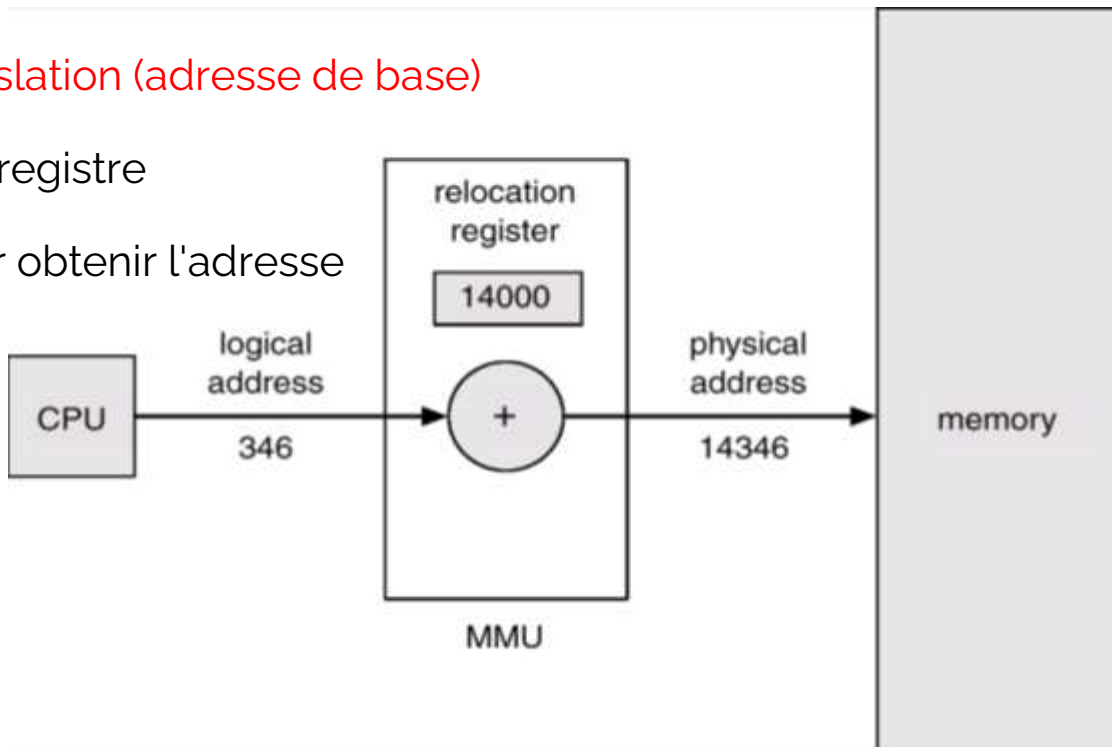 slation (adresse de base)
registre
r obtenir l'adresse
relocation
register
14000
logical
address
346
CPU
+
physical
address
14346
memory
MMU